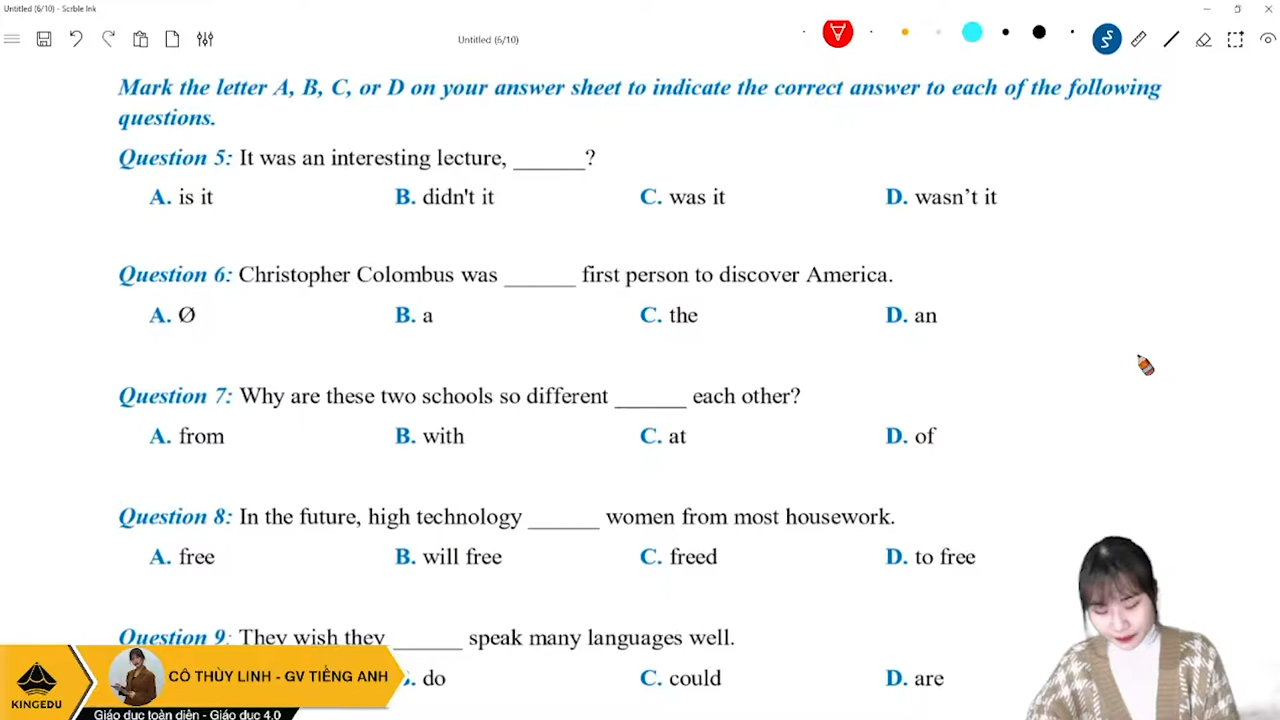 Untitled (6/10) - Scrble Ink
Untitled (6/10)
Mark the letter A, B, C, or D on your answer sheet to indicate the correct answer to each of the following
questions.
Question 5: It was an interesting lecture, ______?
A. is it B. didn't it C. was it D. wasn’t it
Question 6: Christopher Colombus was ______ first person to discover America.
A. Ø B. a C. the D. an
Question 7: Why are these two schools so different ______ each other?
A. from B. with C. at D. of
Question 8: In the future, high technology ______ women from most housework.
A. free B. will free C. freed D. to free
Question 9: They wish they ______ speak many languages well.
do C. could D. are
CÔ THÙY LINH - GV TIẾNG ANH
KINGEDU
Giáo dục toàn diện - Giáo dục 4.0